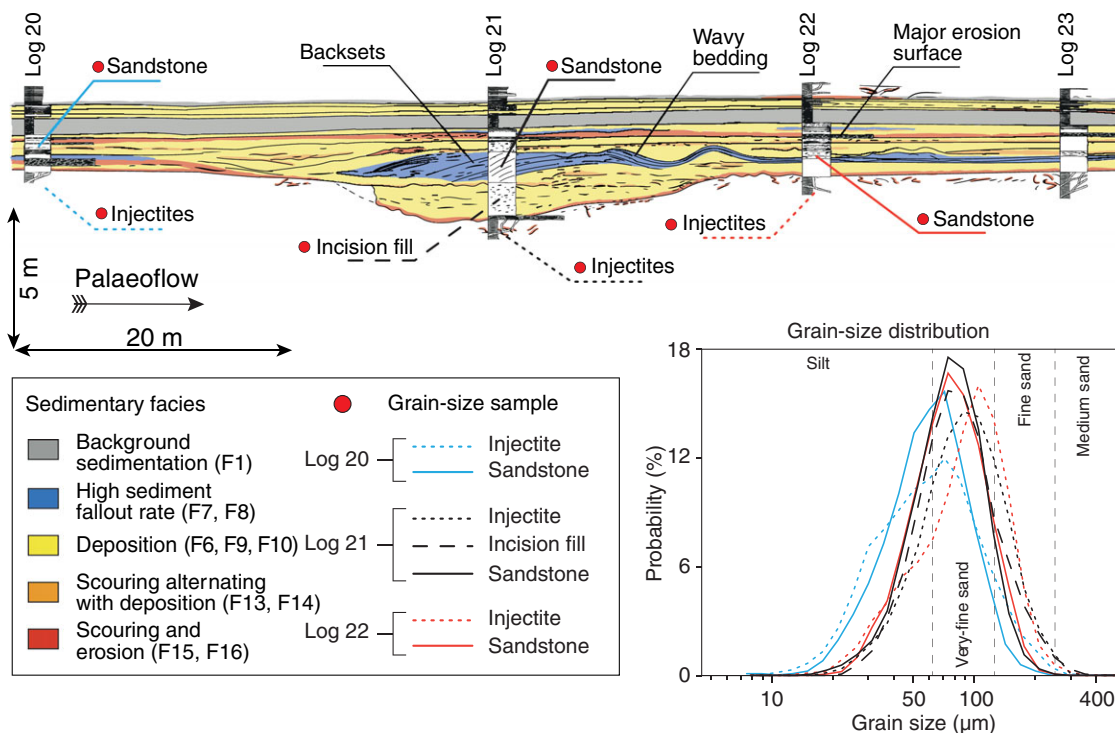 Log 20
Log 21
Log 22
Log 23
Sandstone
Backsets
Sandstone
Wavy
bedding
Major erosion
surface
Injectites
Incision fill
Injectites
Injectites
Sandstone
5 m
Palaeoflow
20 m
Sedimentary facies
Background
sedimentation (F1)
High sediment
fallout rate (F7, F8)
Deposition (F6, F9, F10)
Scouring alternating
with deposition (F13, F14)
Scouring and
erosion (F15, F16)
Grain-size sample
Log 20
Injectite
Sandstone
Log 21
Injectite
Incision fill
Sandstone
Log 22
Injectite
Sandstone
Grain-size distribution
Silt
Very-fine sand
Fine sand
Medium sand
Probability (%)
18
12
6
0
10
50
100
400
Grain size (µm)